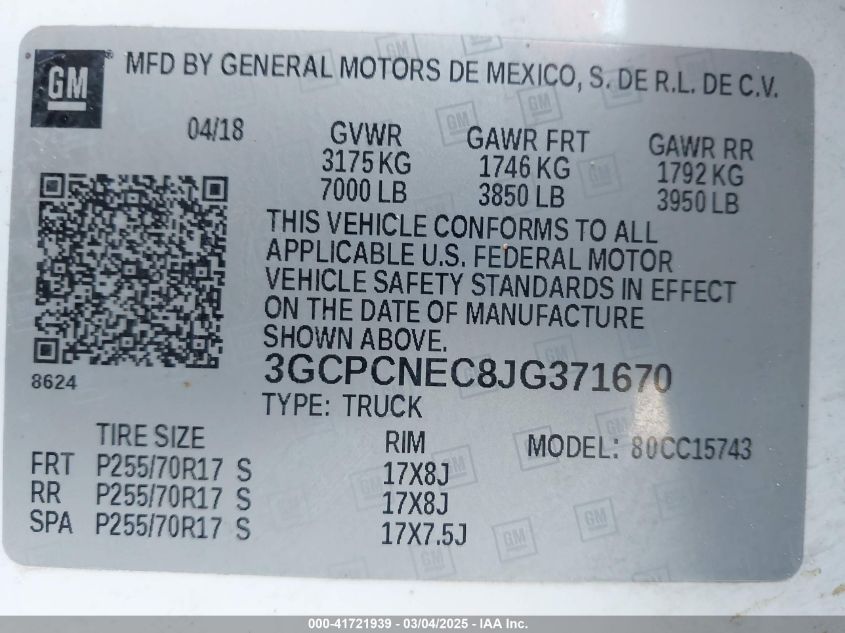 GM ® MFD BY GENERAL MOTORS DE MEXICO, S. DE R.L. DE C.V.
04/18
GVWR GAWR FRT GAWR RR
3175 KG 1746 KG 1792 KG
7000 LB 3850 LB 3950 LB
THIS VEHICLE CONFORMS TO ALL
APPLICABLE U.S. FEDERAL MOTOR
VEHICLE SAFETY STANDARDS IN EFFECT
ON THE DATE OF MANUFACTURE
SHOWN ABOVE.
3GCPCNEC8JG371670
8624
TYPE: TRUCK
TIRE SIZE RIM MODEL: 80CC15743
FRT P255/70R17 S 17X8J
RR P255/70R17 S 17X8J
SPA P255/70R17 S 17X7.5J
000-41721939 - 03/04/2025 - IAA Inc.